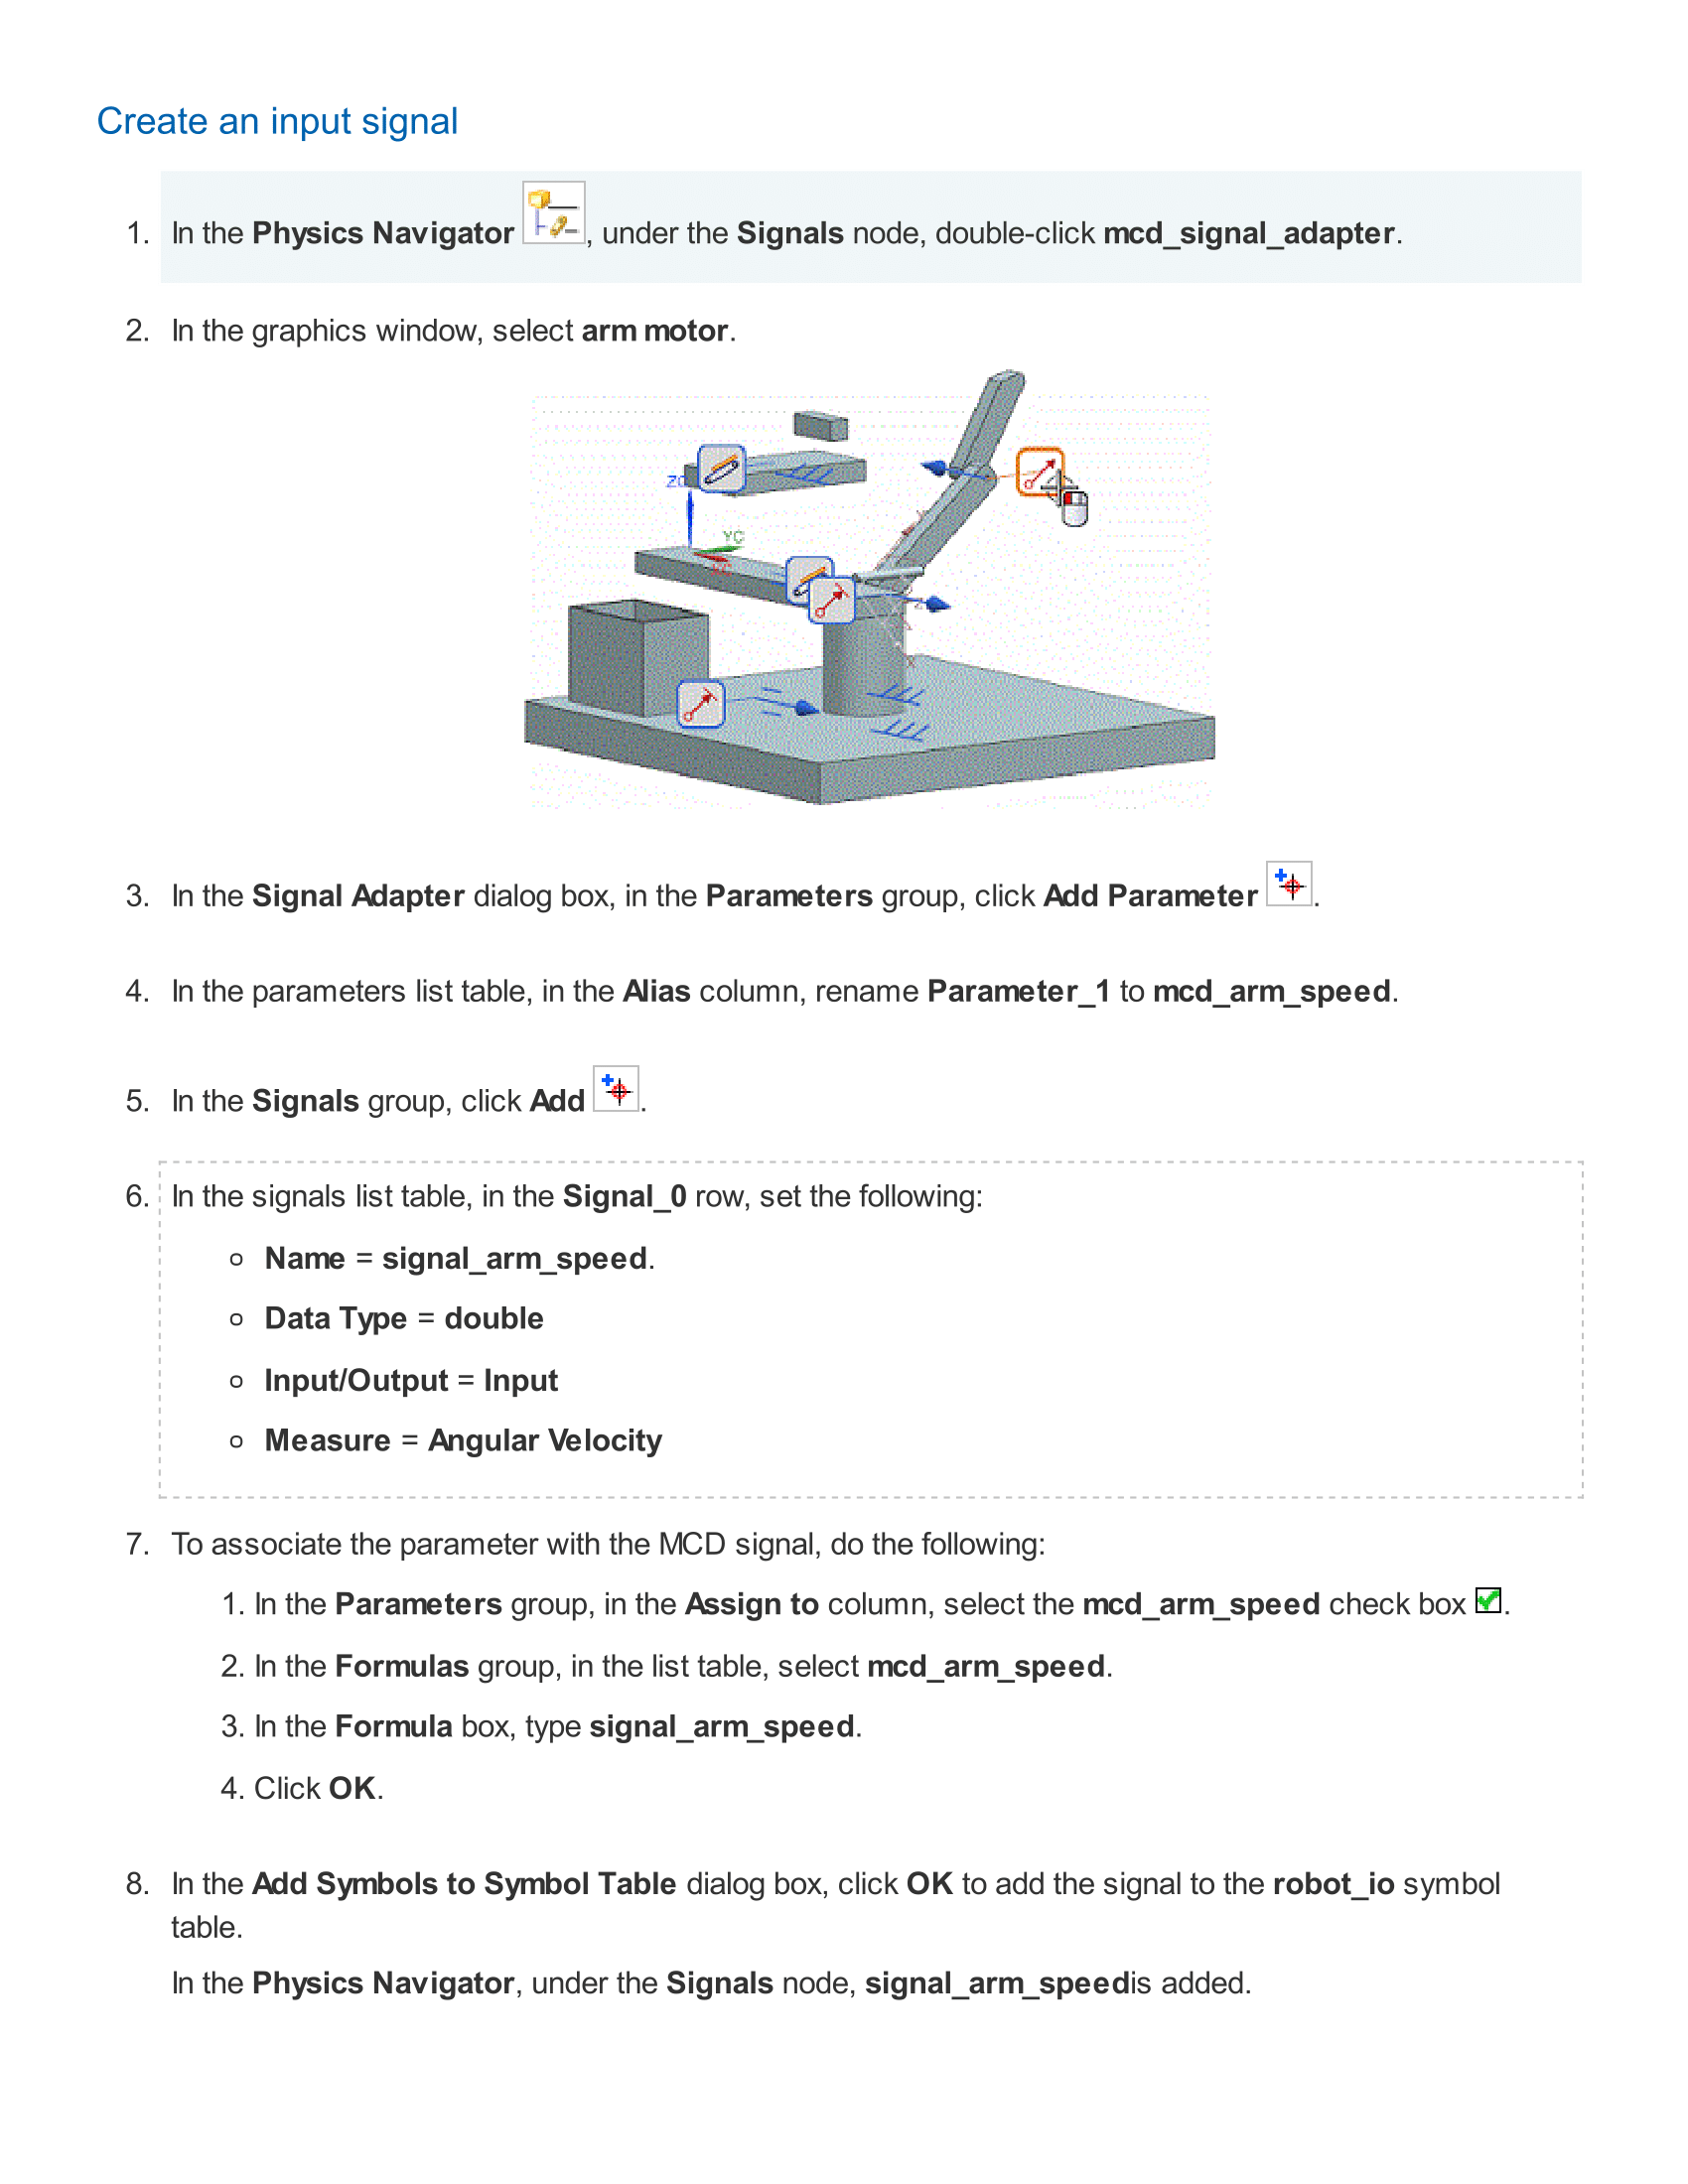 Create an input signal
1. In the Physics Navigator , under the Signals node, double-click mcd_signal_adapter.
2. In the graphics window, select arm motor.
ZC
YC
XC
3. In the Signal Adapter dialog box, in the Parameters group, click Add Parameter .
4. In the parameters list table, in the Alias column, rename Parameter_1 to mcd_arm_speed.
5. In the Signals group, click Add .
6. In the signals list table, in the Signal_0 row, set the following:
o Name = signal_arm_speed.
o Data Type = double
o Input/Output = Input
o Measure = Angular Velocity
7. To associate the parameter with the MCD signal, do the following:
1. In the Parameters group, in the Assign to column, select the mcd_arm_speed check box .
2. In the Formulas group, in the list table, select mcd_arm_speed.
3. In the Formula box, type signal_arm_speed.
4. Click OK.
8. In the Add Symbols to Symbol Table dialog box, click OK to add the signal to the robot_io symbol
table.
In the Physics Navigator, under the Signals node, signal_arm_speedis added.